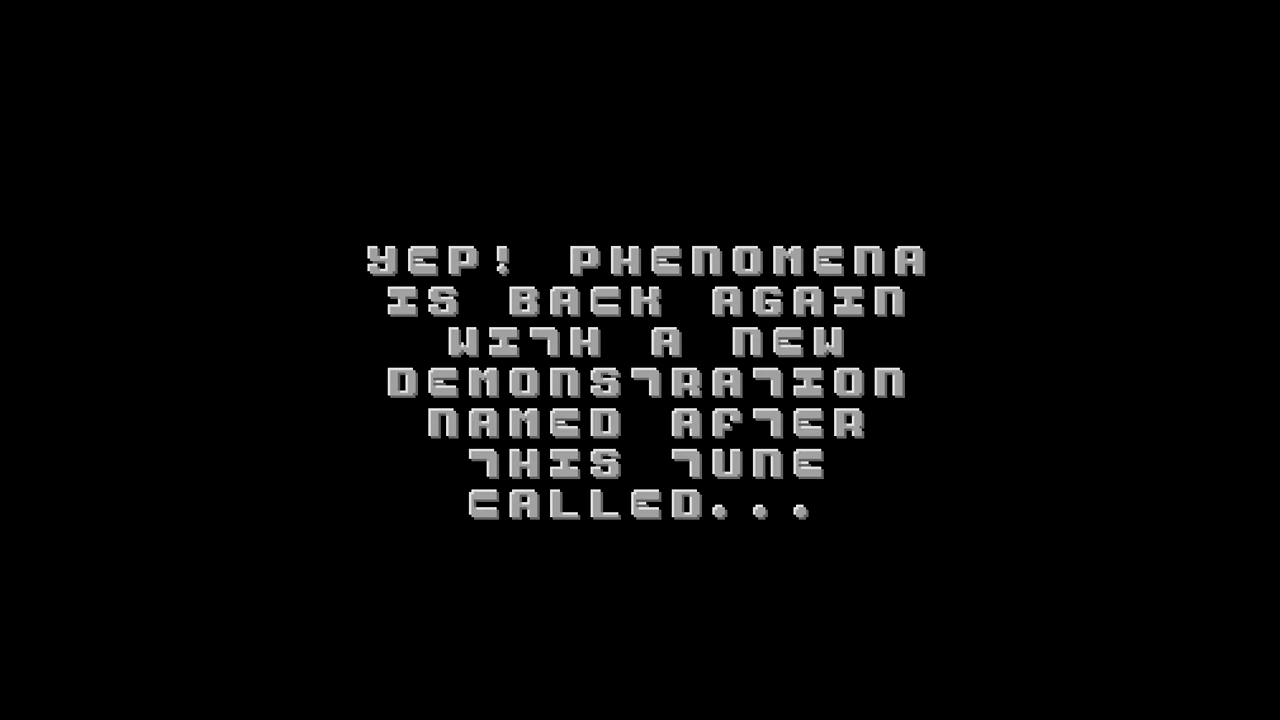 YEP! PHENOMENA
IS BACK AGAIN
WITH A NEW
DEMONSTRATION
NAMED AFTER
THIS TUNE
CALLED...